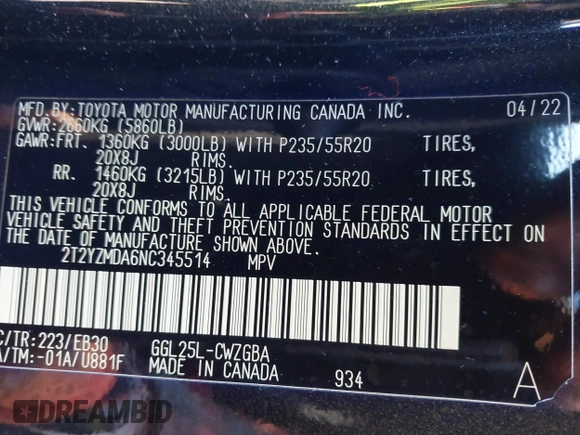 MFD.BY:TOYOTA MOTOR MANUFACTURING CANADA INC. 04/22
GVWR:2660KG (5860LB)
GAWR:FRT. 1360KG (3000LB) WITH P235/55R20 TIRES,
20X8J RIMS.
RR. 1460KG (3215LB) WITH P235/55R20 TIRES,
20X8J RIMS.
THIS VEHICLE CONFORMS TO ALL APPLICABLE FEDERAL MOTOR
VEHICLE SAFETY AND THEFT PREVENTION STANDARDS IN EFFECT ON
THE DATE OF MANUFACTURE SHOWN ABOVE.
2T2YZMDA6NC345514 MPV
C/TR:223/EB30 GGL25L-CWZGBA
A/TM:-01A/U881F MADE IN CANADA 934 A
DREAMBID